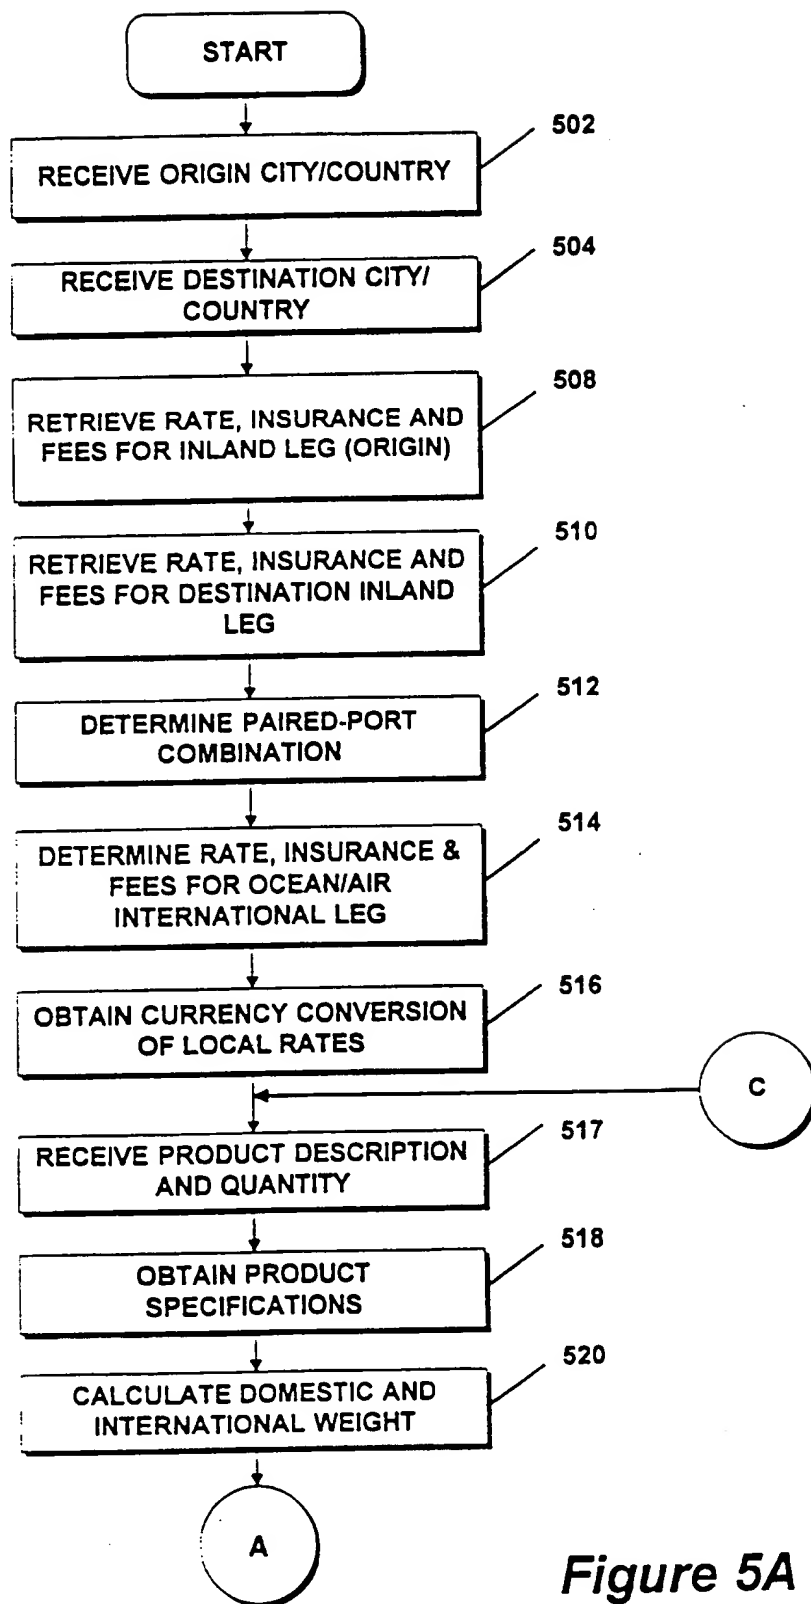 START
502
RECEIVE ORIGIN CITY/COUNTRY
504
RECEIVE DESTINATION CITY/
COUNTRY
508
RETRIEVE RATE, INSURANCE AND
FEES FOR INLAND LEG (ORIGIN)
510
RETRIEVE RATE, INSURANCE AND
FEES FOR DESTINATION INLAND
LEG
512
DETERMINE PAIRED-PORT
COMBINATION
514
DETERMINE RATE, INSURANCE &
FEES FOR OCEAN/AIR
INTERNATIONAL LEG
516
OBTAIN CURRENCY CONVERSION
OF LOCAL RATES
C
517
RECEIVE PRODUCT DESCRIPTION
AND QUANTITY
518
OBTAIN PRODUCT
SPECIFICATIONS
520
CALCULATE DOMESTIC AND
INTERNATIONAL WEIGHT
A
Figure 5A